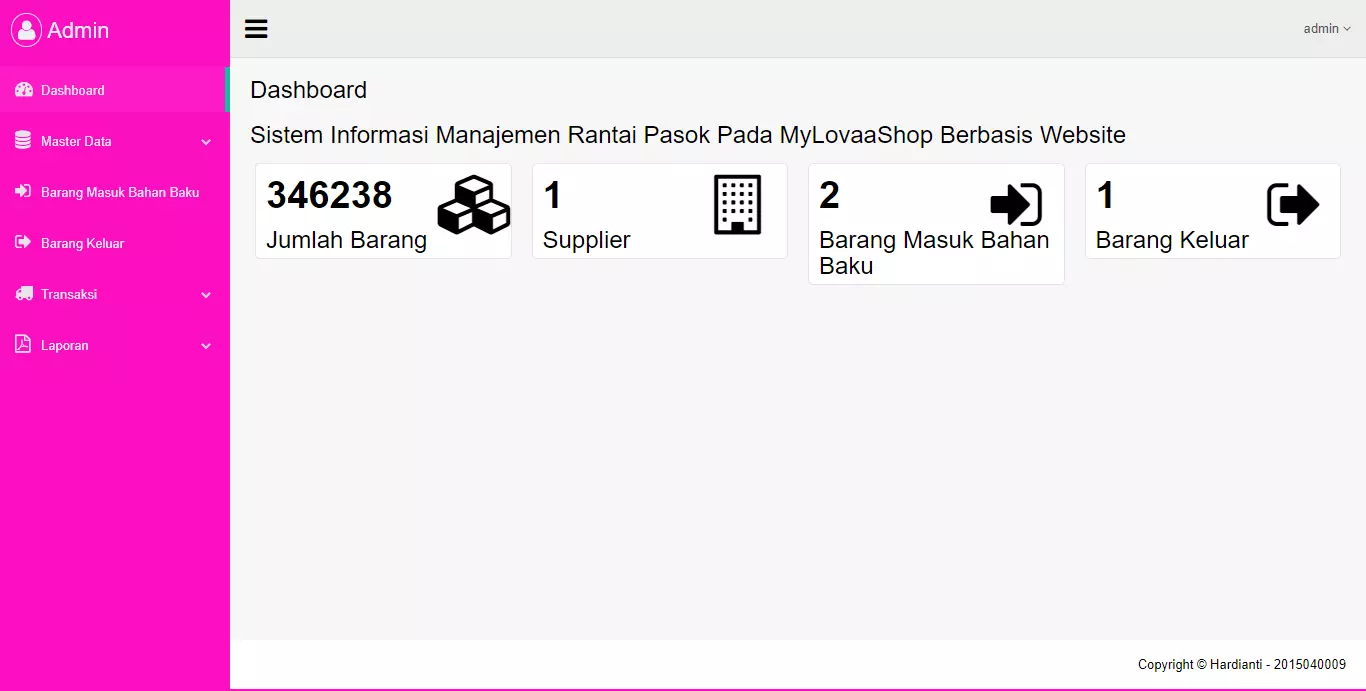 Admin
admin
Dashboard
Master Data
Barang Masuk Bahan Baku
Barang Keluar
Transaksi
Laporan
Dashboard
Sistem Informasi Manajemen Rantai Pasok Pada MyLovaaShop Berbasis Website
346238
Jumlah Barang
1
Supplier
2
Barang Masuk Bahan
Baku
1
Barang Keluar
Copyright © Hardianti - 2015040009